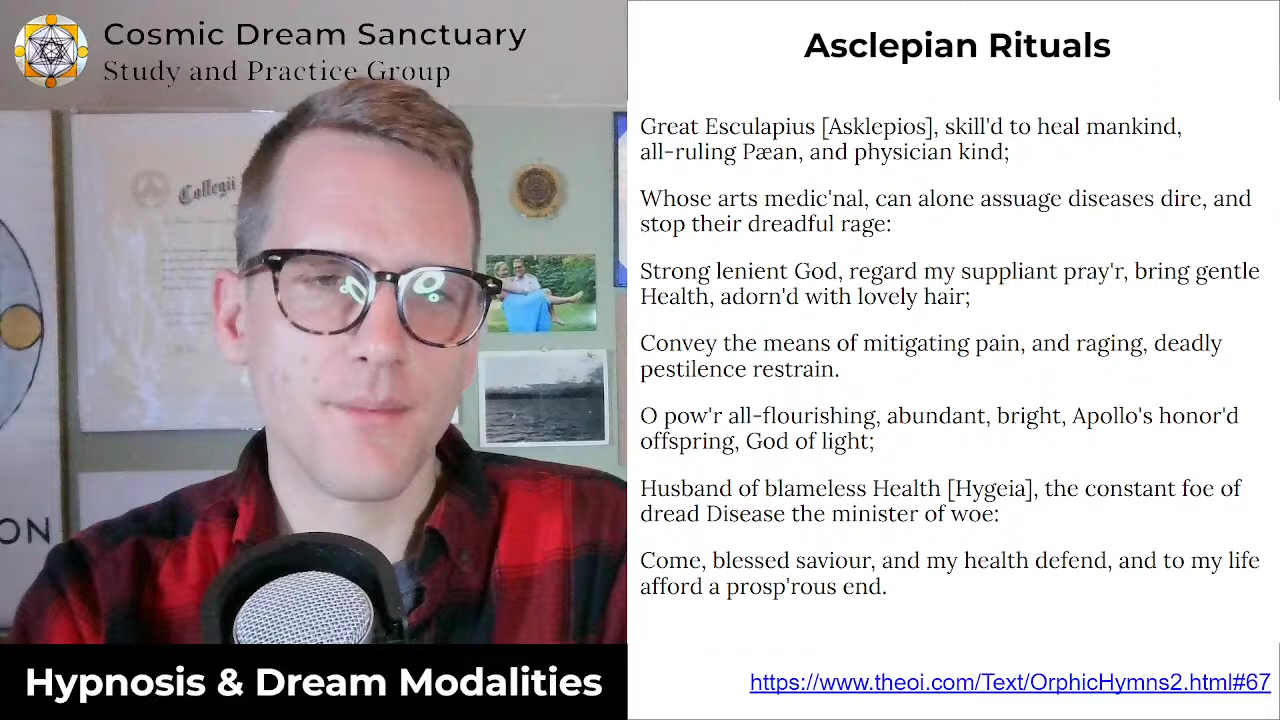 Cosmic Dream Sanctuary
Study and Practice Group
Collegii
ON
Hypnosis & Dream Modalities
Asclepian Rituals
Great Esculapius [Asklepios], skill'd to heal mankind,
all-ruling Pæan, and physician kind;
Whose arts medic'nal, can alone assuage diseases dire, and
stop their dreadful rage:
Strong lenient God, regard my suppliant pray'r, bring gentle
Health, adorn'd with lovely hair;
Convey the means of mitigating pain, and raging, deadly
pestilence restrain.
O pow'r all-flourishing, abundant, bright, Apollo's honor'd
offspring, God of light;
Husband of blameless Health [Hygeia], the constant foe of
dread Disease the minister of woe:
Come, blessed saviour, and my health defend, and to my life
afford a prosp'rous end.
https://www.theoi.com/Text/OrphicHymns2.html#67